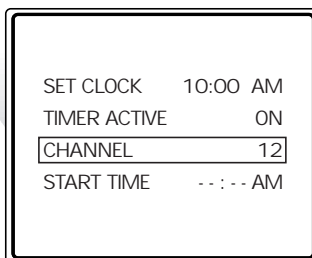 SET CLOCK 10:00 AM
TIMER ACTIVE ON
CHANNEL 12
START TIME - - : - - AM